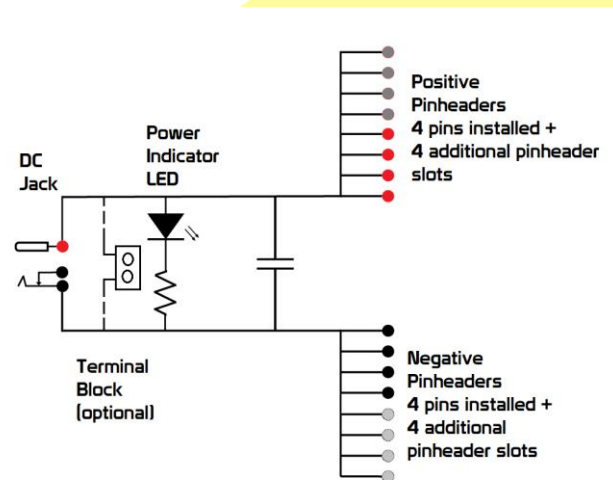 Positive
Pinheaders
4 pins installed +
4 additional pinheader
slots
Power
Indicator
LED
DC
Jack
Terminal
Block
(optional)
Negative
Pinheaders
4 pins installed +
4 additional
pinheader slots